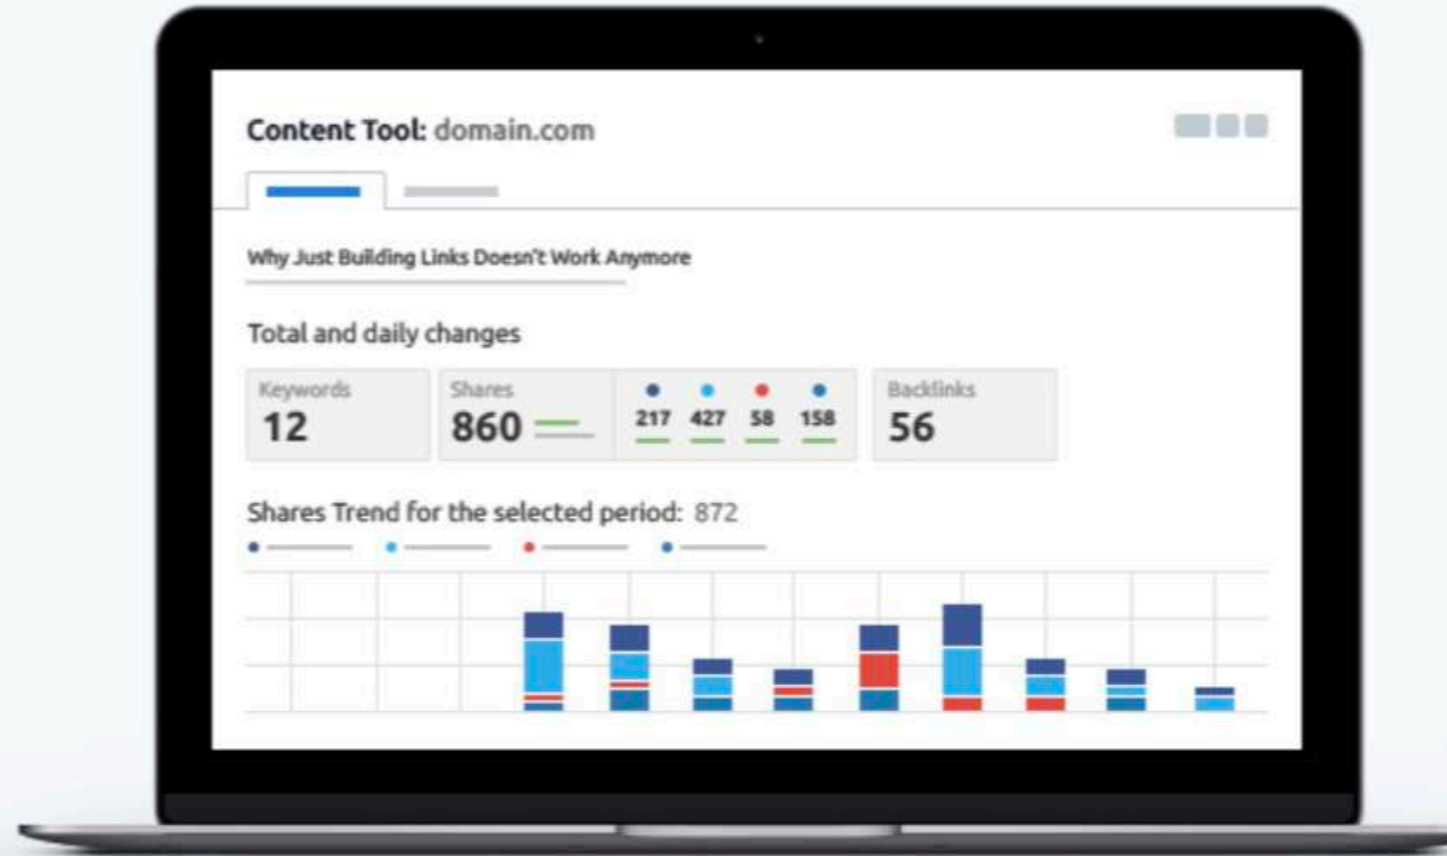 Content Tool: domain.com
Why Just Building Links Doesn't Work Anymore
Total and daily changes
Keywords
12
Shares
860
217 427 58 158
Backlinks
56
Shares Trend for the selected period: 872